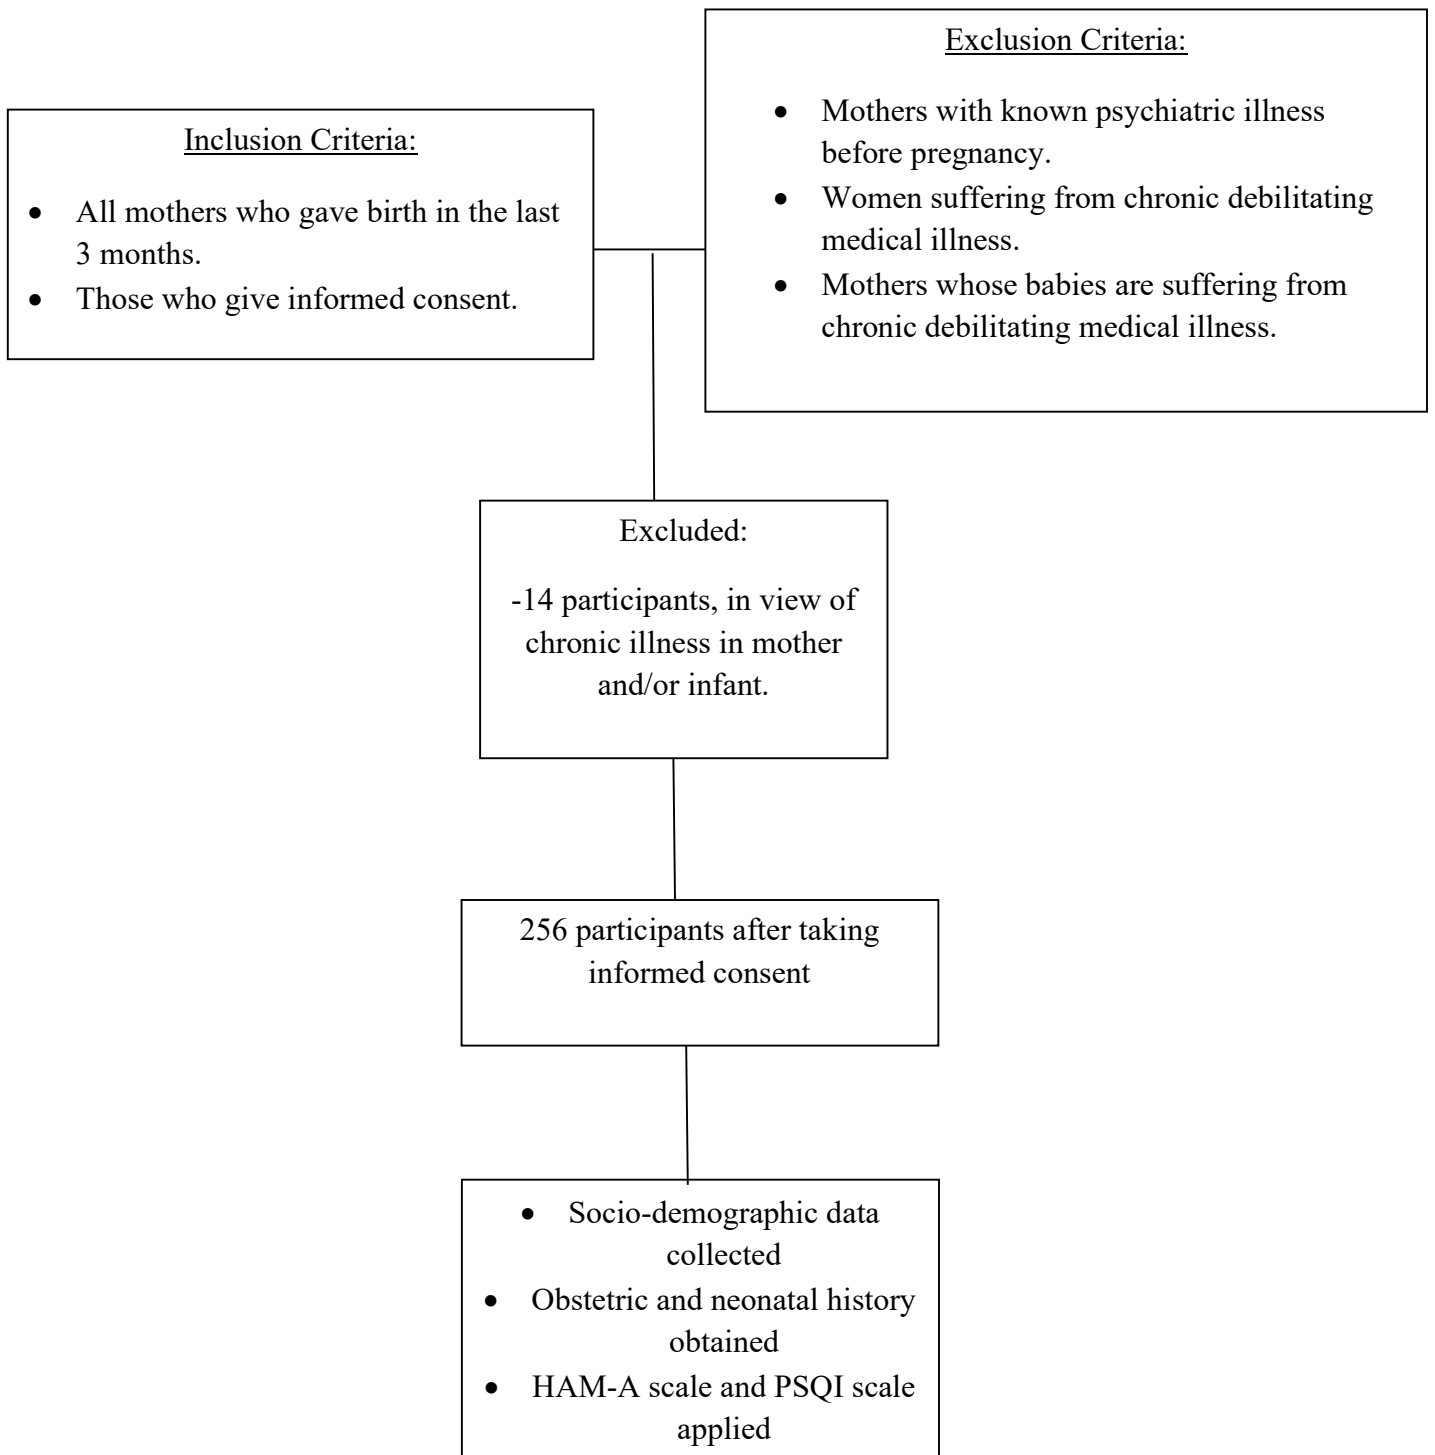 Inclusion Criteria:
• All mothers who gave birth in the last
3 months.
• Those who give informed consent.
Exclusion Criteria:
• Mothers with known psychiatric illness
before pregnancy.
• Women suffering from chronic debilitating
medical illness.
• Mothers whose babies are suffering from
chronic debilitating medical illness.
Excluded:
-14 participants, in view of
chronic illness in mother
and/or infant.
256 participants after taking
informed consent
• Socio-demographic data
collected
• Obstetric and neonatal history
obtained
• HAM-A scale and PSQI scale
applied